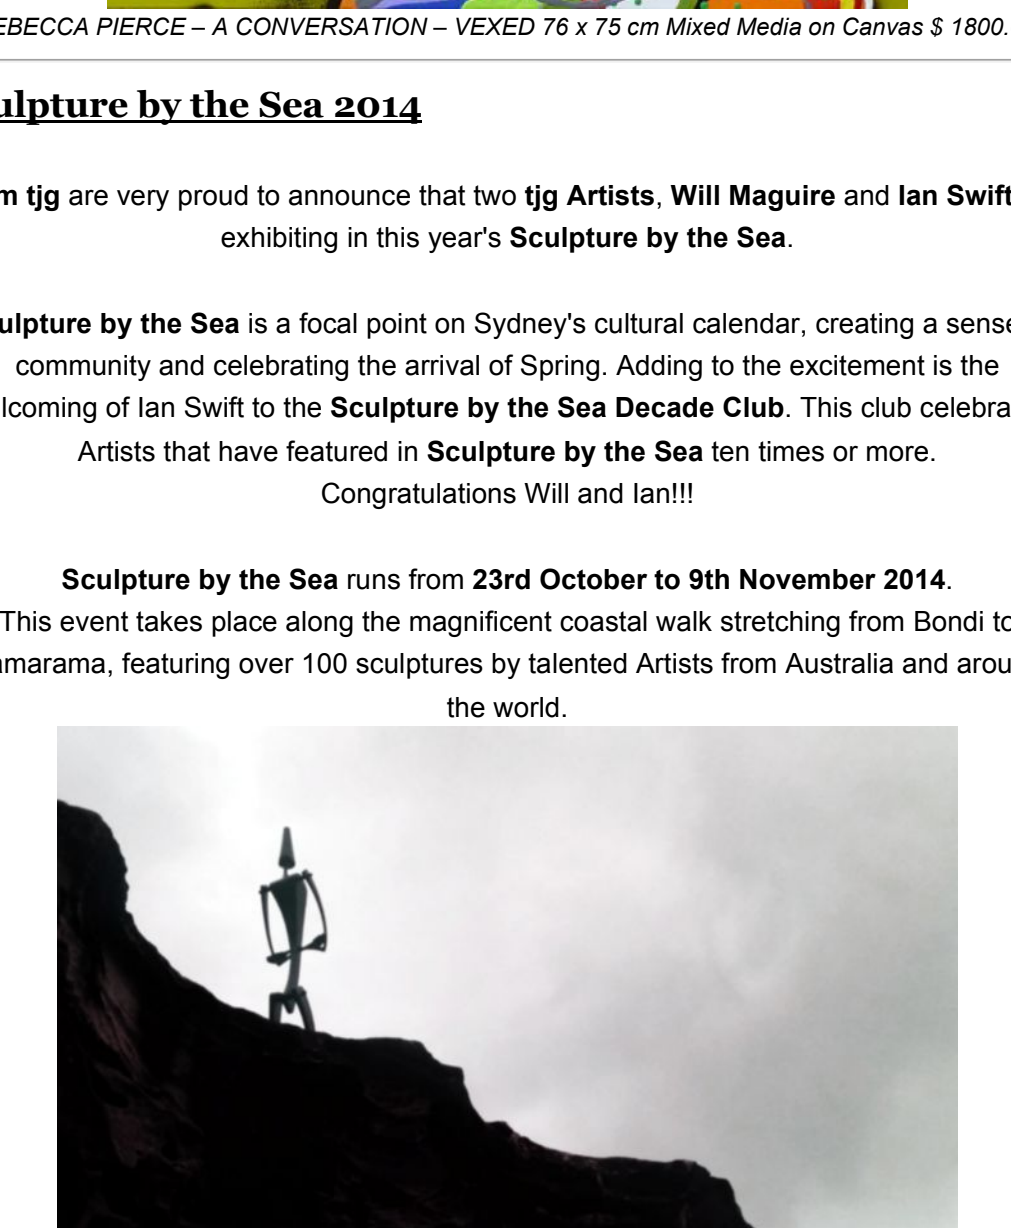 EBECCA PIERCE – A CONVERSATION – VEXED 76 x 75 cm Mixed Media on Canvas $ 1800.
ulpture by the Sea 2014
m tjg are very proud to announce that two tjg Artists, Will Maguire and Ian Swift
exhibiting in this year's Sculpture by the Sea.
ulpture by the Sea is a focal point on Sydney's cultural calendar, creating a sense
community and celebrating the arrival of Spring. Adding to the excitement is the
lcoming of Ian Swift to the Sculpture by the Sea Decade Club. This club celebra
Artists that have featured in Sculpture by the Sea ten times or more.
Congratulations Will and Ian!!!
Sculpture by the Sea runs from 23rd October to 9th November 2014.
This event takes place along the magnificent coastal walk stretching from Bondi to
amarama, featuring over 100 sculptures by talented Artists from Australia and arou
the world.